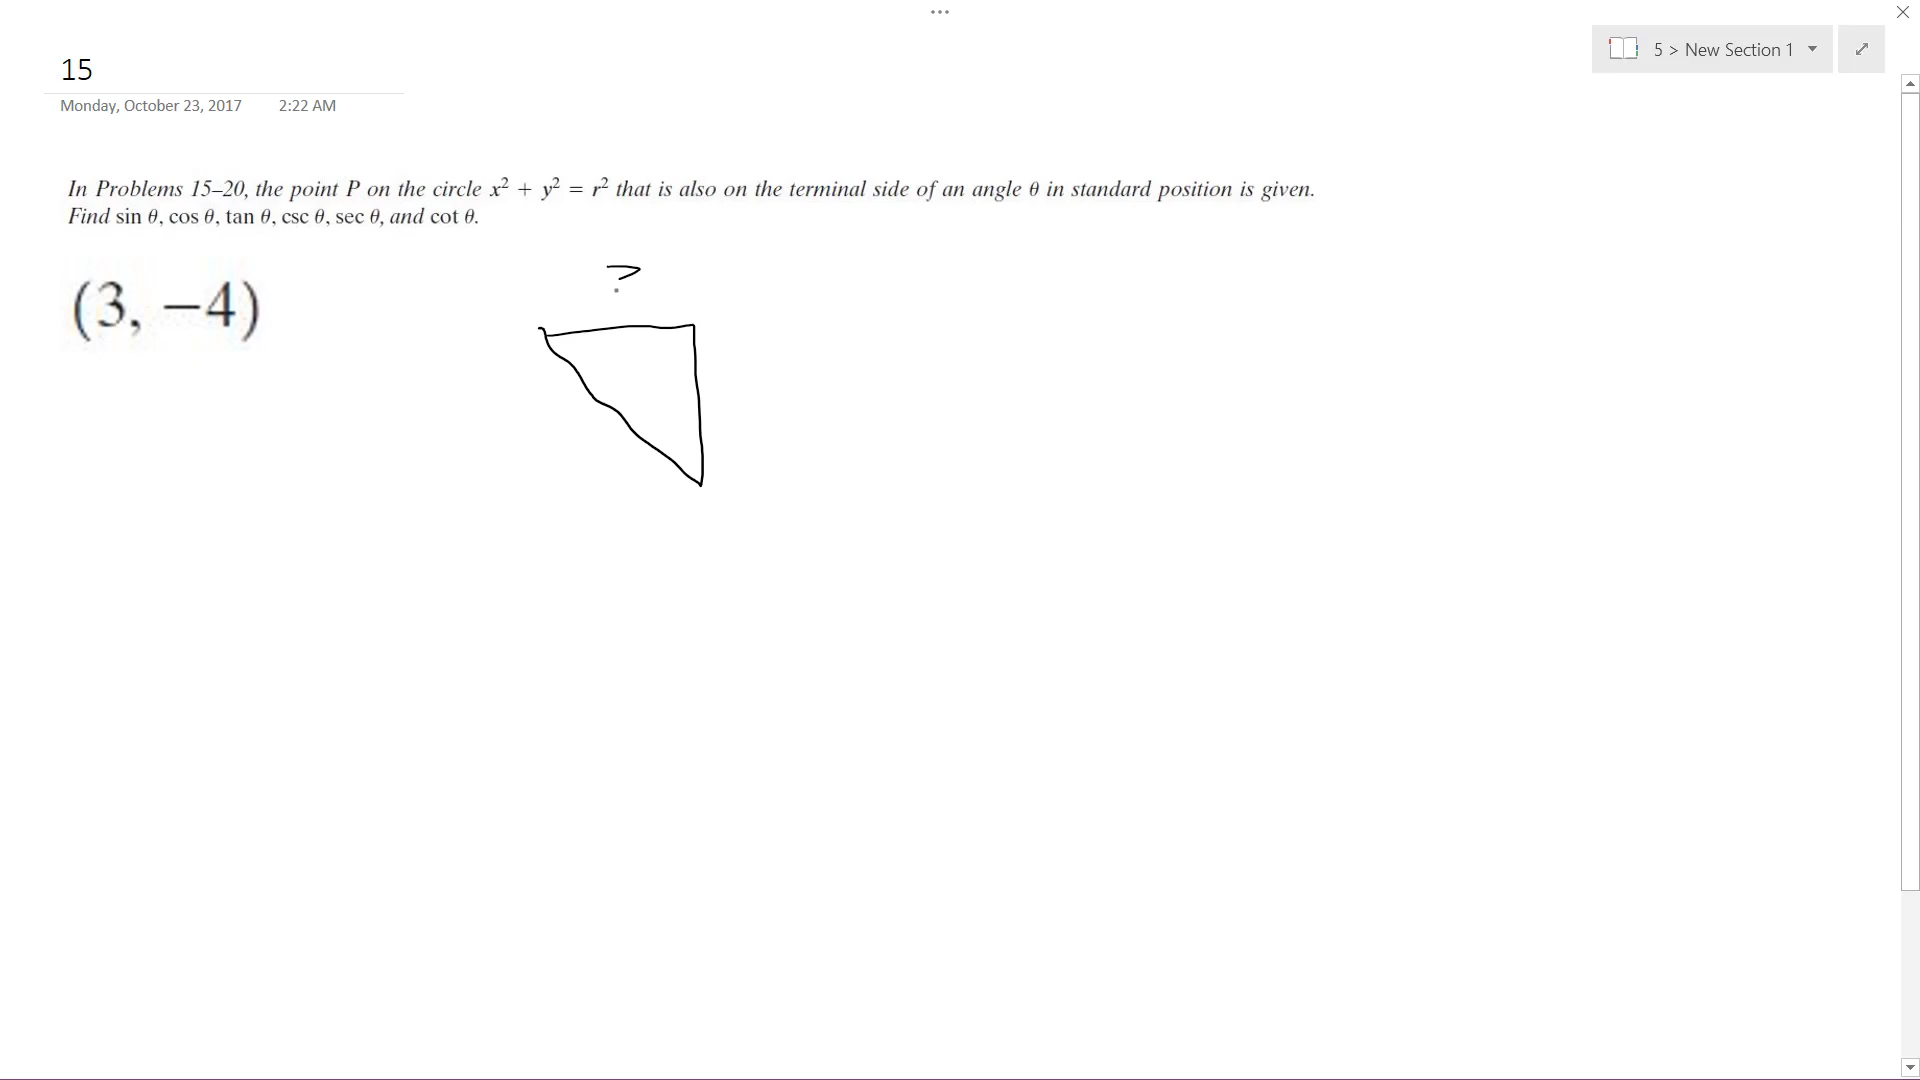 5 > New Section 1
15
Monday, October 23, 2017 2:22 AM
In Problems 15–20, the point P on the circle x² + y² = r² that is also on the terminal side of an angle θ in standard position is given.
Find sin θ, cos θ, tan θ, csc θ, sec θ, and cot θ.
(3, −4)